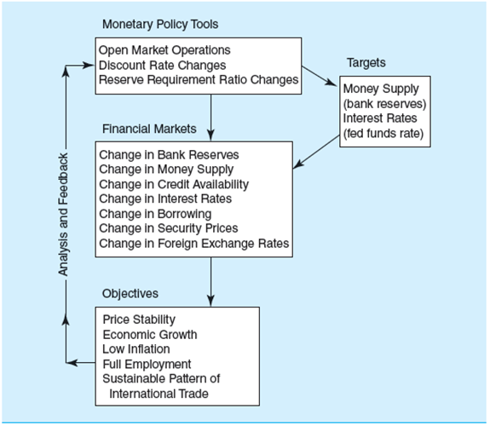 Monetary Policy Tools
Open Market Operations
Discount Rate Changes
Reserve Requirement Ratio Changes
Targets
Money Supply
(bank reserves)
Interest Rates
(fed funds rate)
Financial Markets
Change in Bank Reserves
Change in Money Supply
Change in Credit Availability
Change in Interest Rates
Change in Borrowing
Change in Security Prices
Change in Foreign Exchange Rates
Analysis and Feedback
Objectives
Price Stability
Economic Growth
Low Inflation
Full Employment
Sustainable Pattern of
International Trade